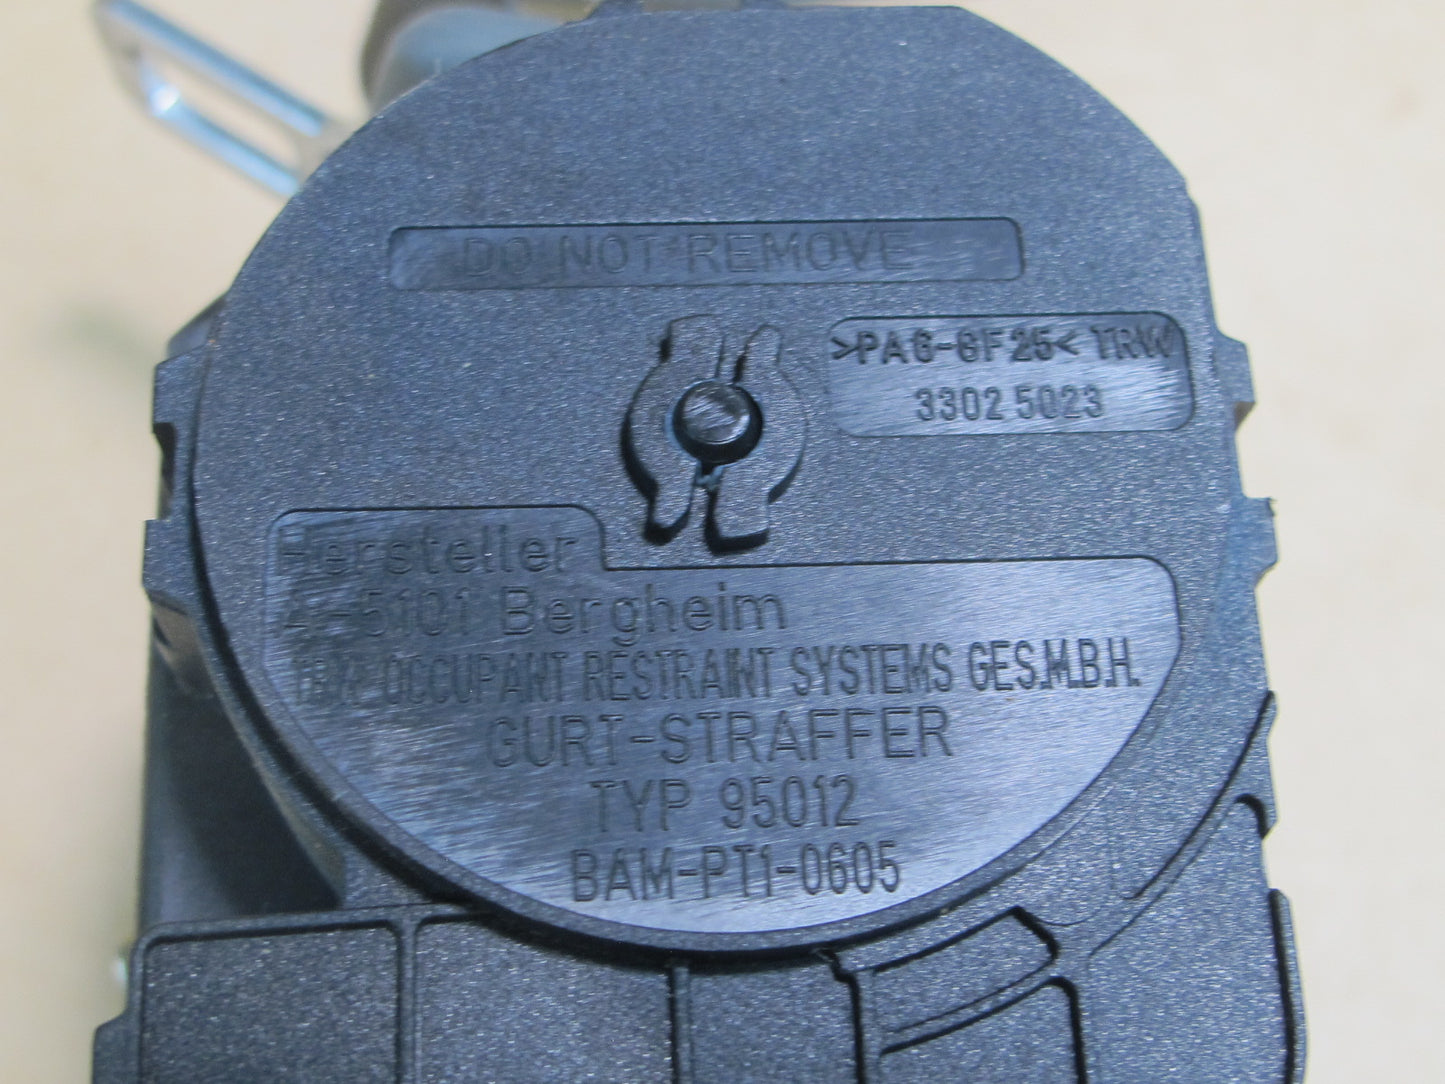 DO NOT REMOVE
>PA6-GF25< TRW
3302 5023
Hersteller
A-5101 Bergheim
TRW OCCUPANT RESTRAINT SYSTEMS GES.M.B.H.
GURT-STRAFFER
TYP 95012
BAM-PT1-0605